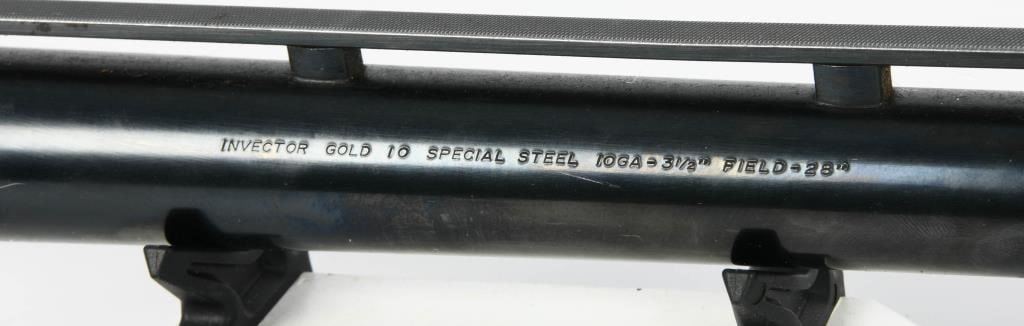 INVECTOR GOLD 10 SPECIAL STEEL 10GA-3½" FIELD-28"